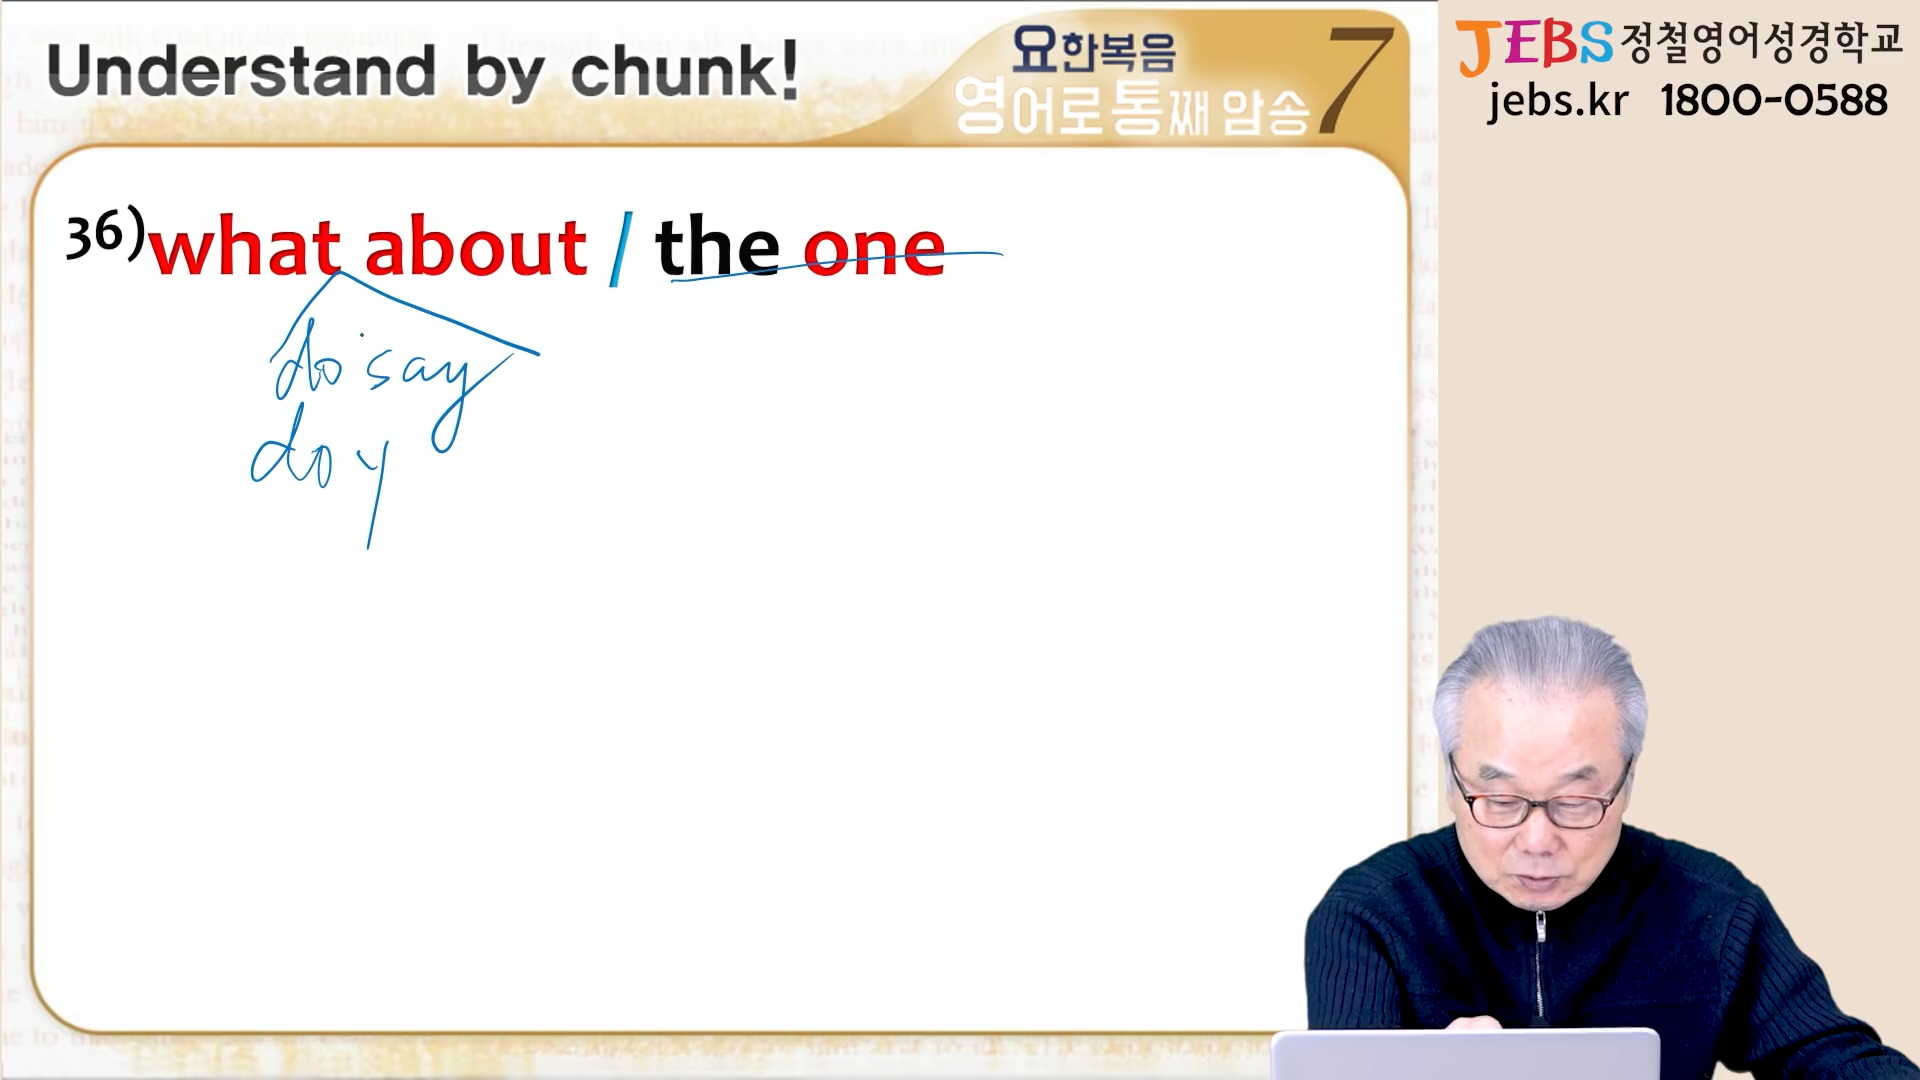 Understand by chunk!
요한복음
영어로 통째 암송 7
JEBS 정철영어성경학교
jebs.kr 1800-0588
36)what about / the one
do say
do y